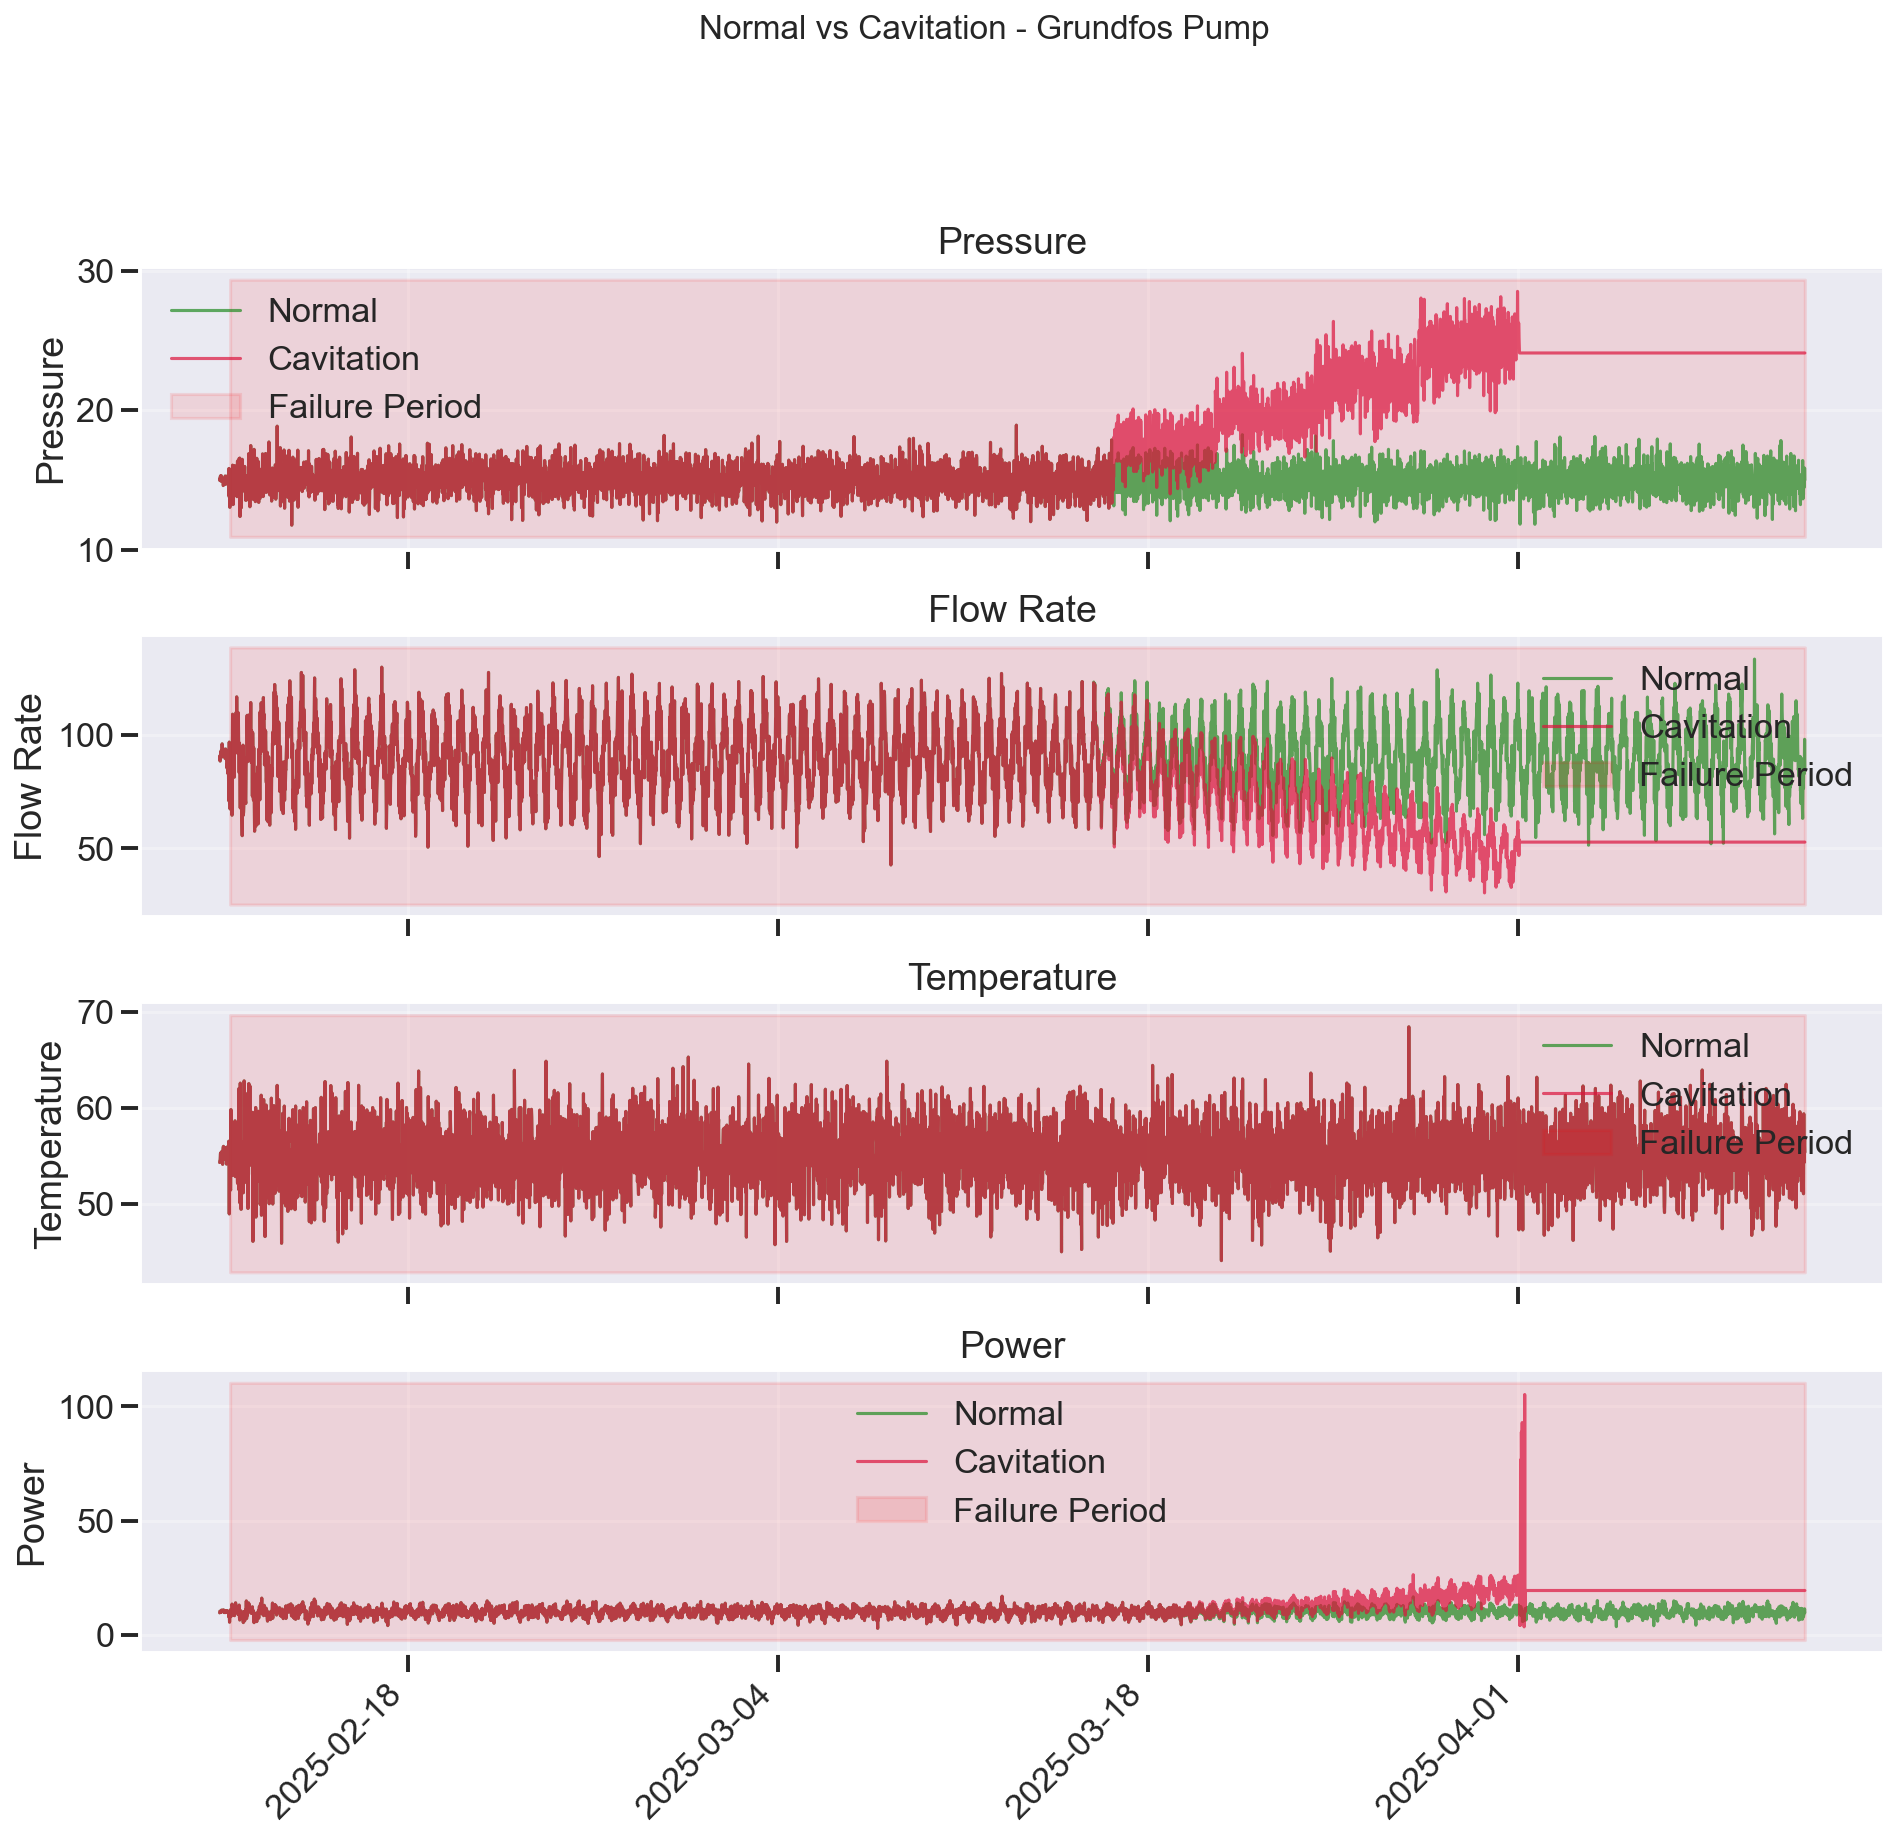 Normal vs Cavitation - Grundfos Pump
Pressure
30
20
10
Pressure
Normal
Cavitation
Failure Period
Flow Rate
100
50
Flow Rate
Normal
Cavitation
Failure Period
Temperature
70
60
50
Temperature
Normal
Cavitation
Failure Period
Power
100
50
0
Power
Normal
Cavitation
Failure Period
2025-02-18
2025-03-04
2025-03-18
2025-04-01